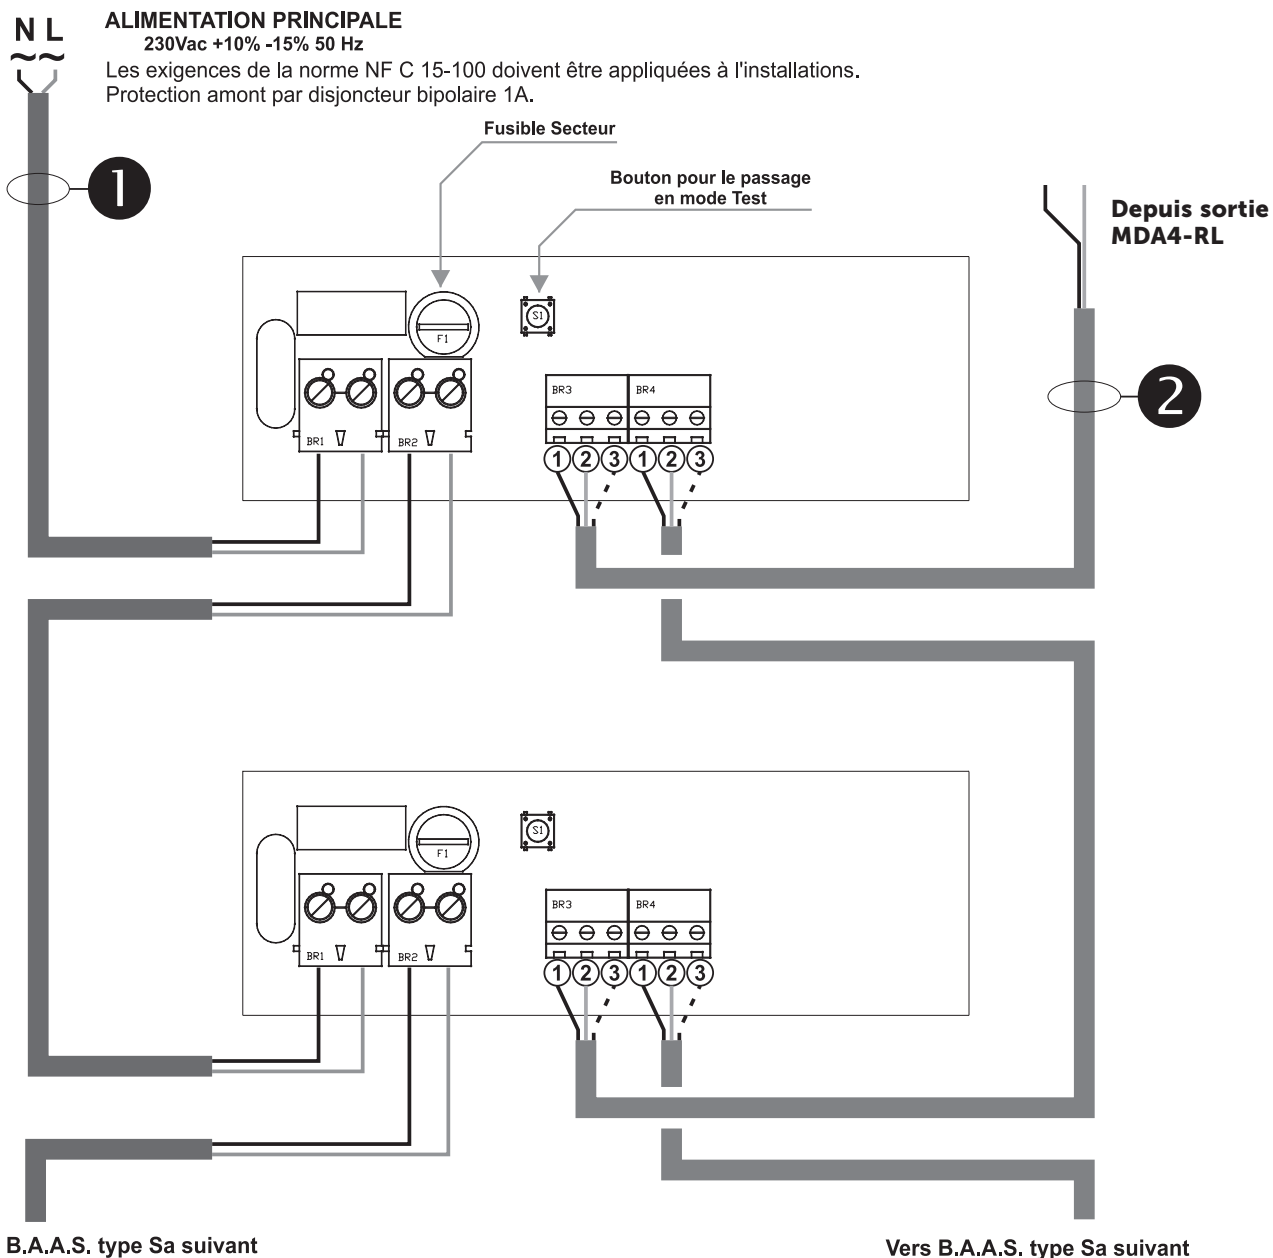 N L
ALIMENTATION PRINCIPALE
230Vac +10% -15% 50 Hz
Les exigences de la norme NF C 15-100 doivent être appliquées à l'installations.
Protection amont par disjoncteur bipolaire 1A.
Fusible Secteur
1
Bouton pour le passage
en mode Test
Depuis sortie
MDA4-RL
S1
F1
BR3 BR4
2
BR1 BR2
1 2 3 1 2 3
S1
F1
BR3 BR4
BR1 BR2
1 2 3 1 2 3
B.A.A.S. type Sa suivant
Vers B.A.A.S. type Sa suivant